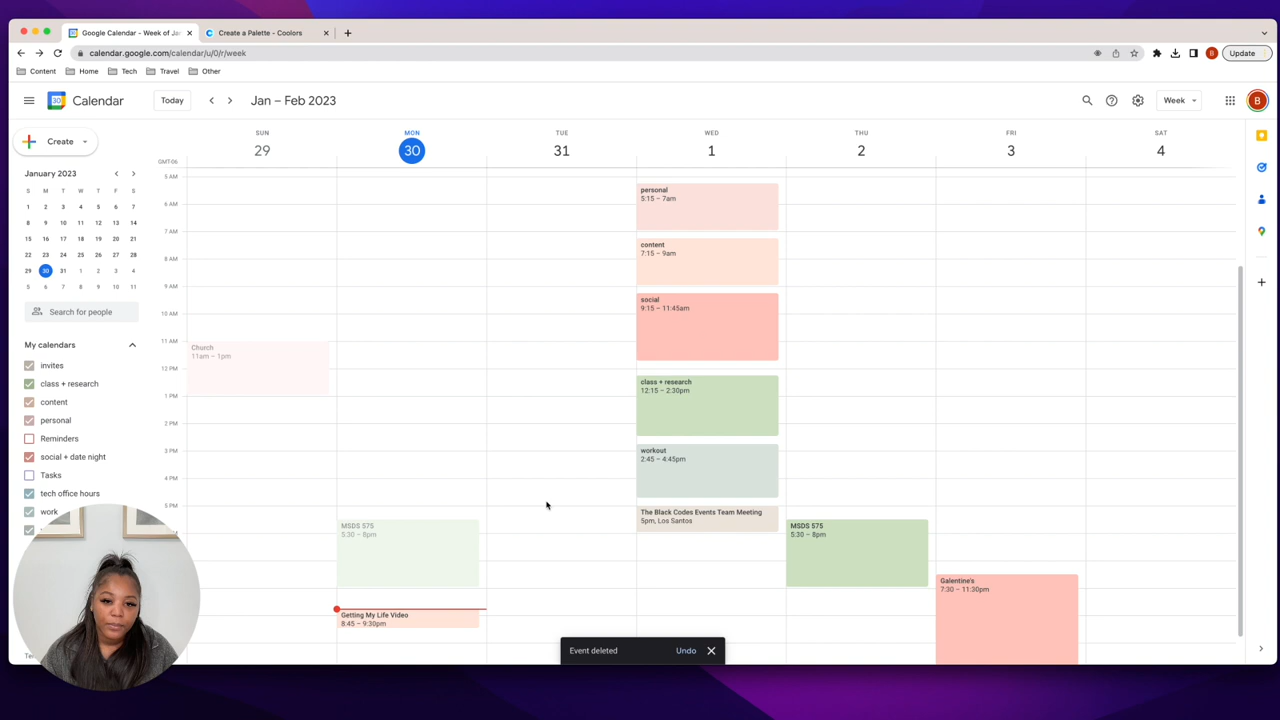 Google Calendar - Week of Jan
Create a Palette - Coolors
calendar.google.com/calendar/u/0/r/week
B
Update
Content
Home
Tech
Travel
Other
30
Calendar
Today
Jan – Feb 2023
Week
B
Create
SUN
29
MON
30
TUE
31
WED
1
THU
2
FRI
3
SAT
4
GMT-06
January 2023
S M T W T F S
1 2 3 4 5 6 7
8 9 10 11 12 13 14
15 16 17 18 19 20 21
22 23 24 25 26 27 28
29 30 31 1 2 3 4
5 6 7 8 9 10 11
Search for people
My calendars
invites
class + research
content
personal
Reminders
social + date night
Tasks
tech office hours
work
5 AM
6 AM
7 AM
8 AM
9 AM
10 AM
11 AM
12 PM
1 PM
2 PM
3 PM
4 PM
5 PM
Church
11am – 1pm
MSDS 575
5:30 – 8pm
Getting My Life Video
8:45 – 9:30pm
personal
5:15 – 7am
content
7:15 – 9am
social
9:15 – 11:45am
class + research
12:15 – 2:30pm
workout
2:45 – 4:45pm
The Black Codes Events Team Meeting
5pm, Los Santos
MSDS 575
5:30 – 8pm
Galentine's
7:30 – 11:30pm
Event deleted
Undo